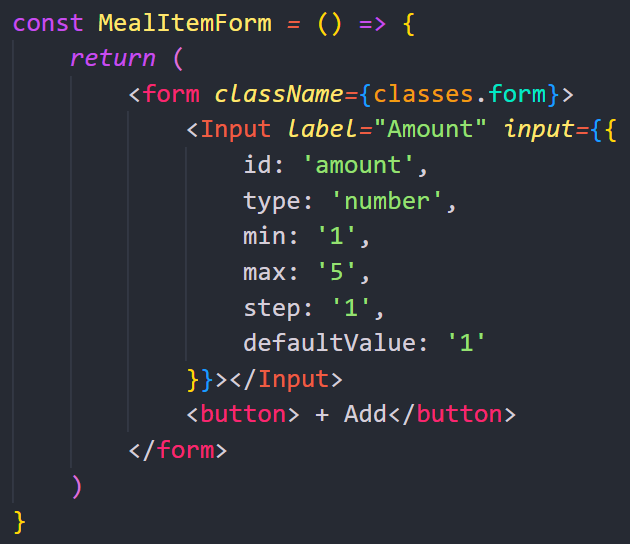 const MealItemForm = () => {
    return (
        <form className={classes.form}>
            <Input label="Amount" input={{
                id: 'amount',
                type: 'number',
                min: '1',
                max: '5',
                step: '1',
                defaultValue: '1'
            }}></Input>
            <button> + Add</button>
        </form>
    )
}